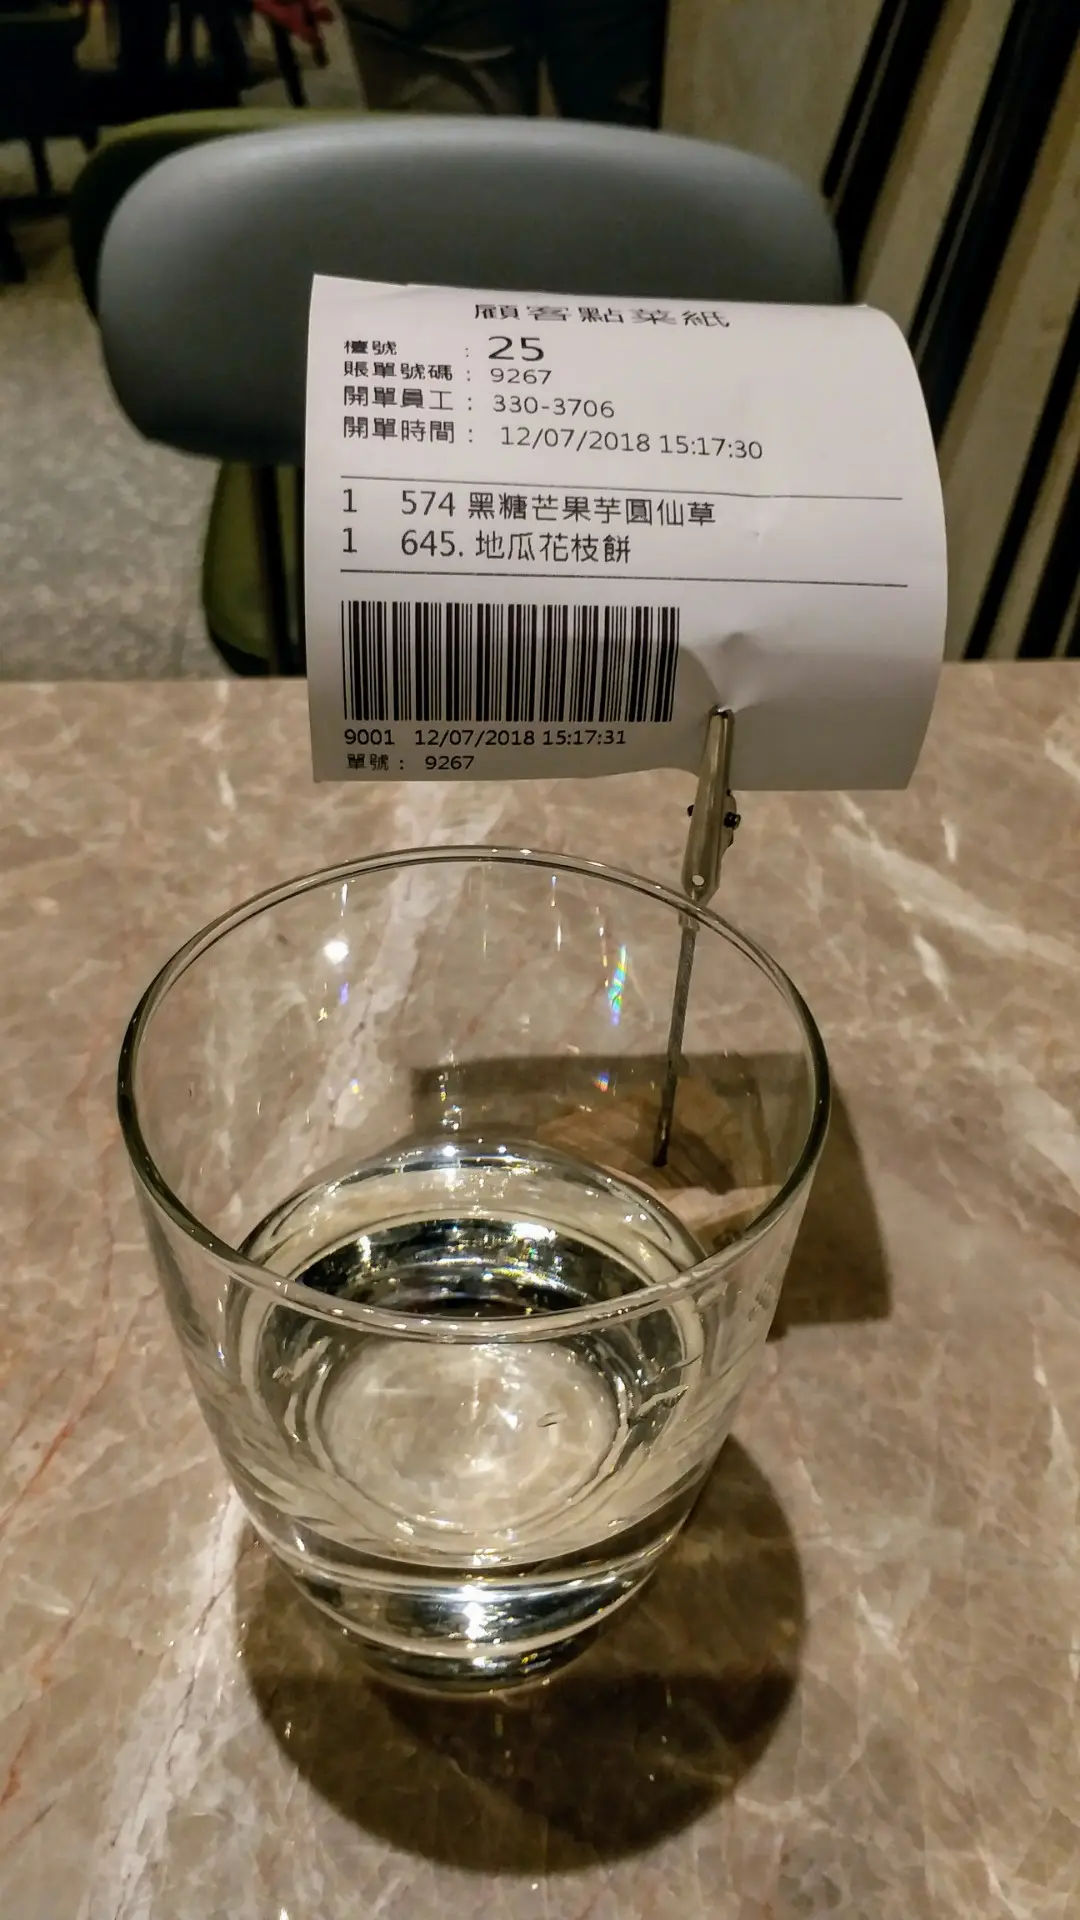 顧客點菜紙
檯號 : 25
賬單號碼 : 9267
開單員工 : 330-3706
開單時間 : 12/07/2018 15:17:30
1 574 黑糖芒果芋圓仙草
1 645. 地瓜花枝餅
9001 12/07/2018 15:17:31
單號 : 9267